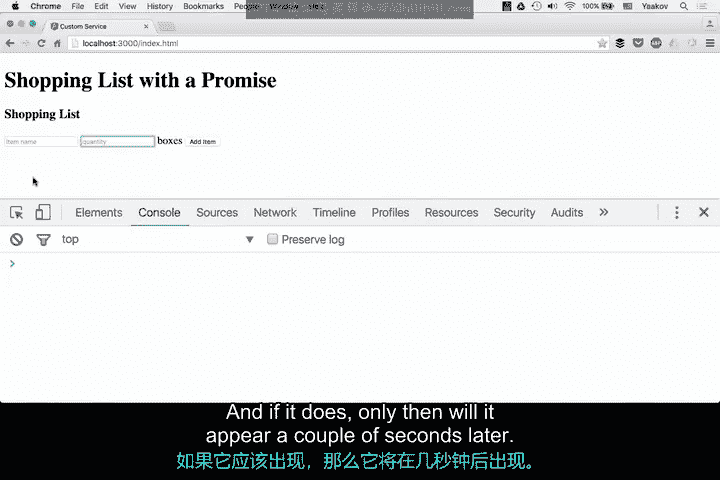 Chrome File Edit View History Bookmarks People Window Help 100% Yaakov
Custom Service
localhost:3000/index.html
Shopping List with a Promise
Shopping List
item name quantity boxes Add Item
Elements Console Sources Network Timeline Profiles Resources Security Audits
top Preserve log
And if it does, only then will it
appear a couple of seconds later.
如果它应该出现，那么它将在几秒钟后出现。